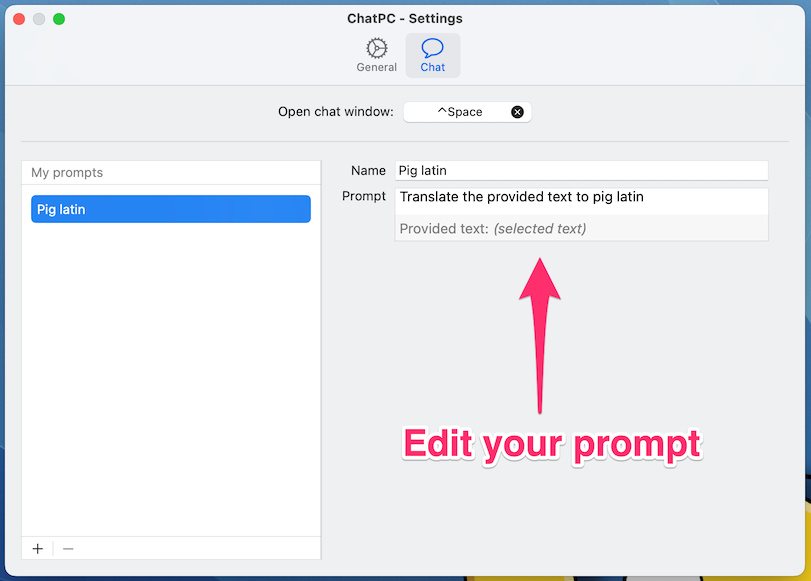 ChatPC - Settings
General
Chat
Open chat window:
^Space
My prompts
Pig latin
Name
Pig latin
Prompt
Translate the provided text to pig latin
Provided text: (selected text)
Edit your prompt
+
−